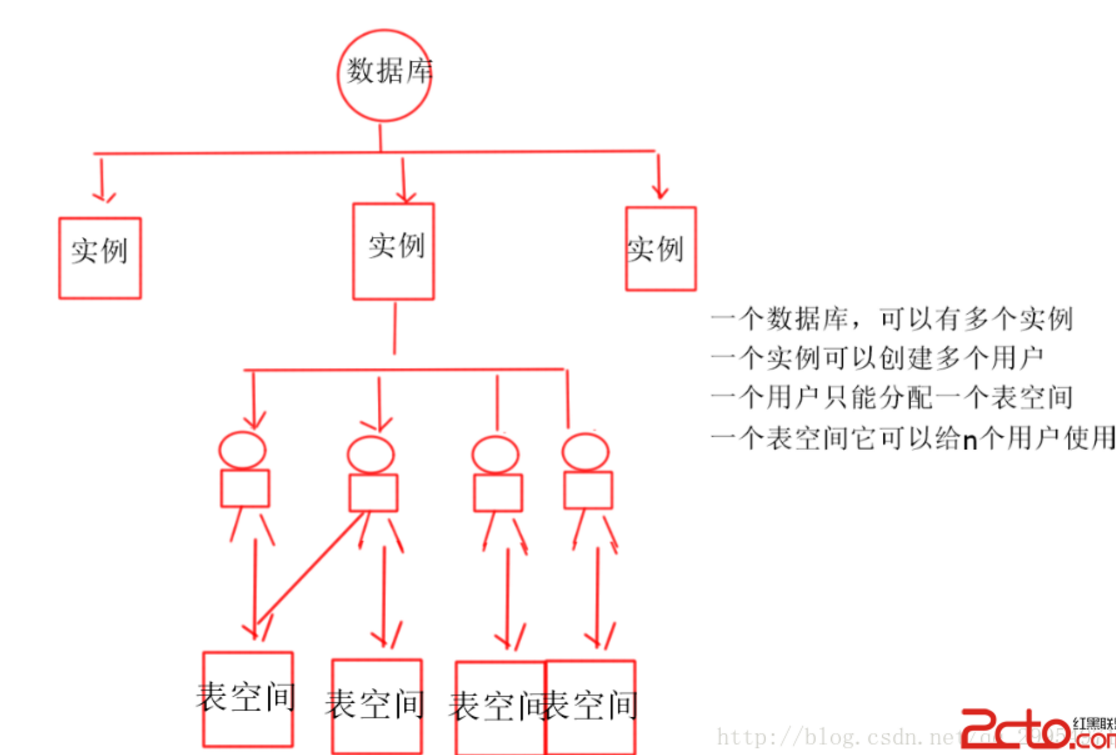 数据库
实例
实例
实例
一个数据库，可以有多个实例
一个实例可以创建多个用户
一个用户只能分配一个表空间
一个表空间它可以给n个用户使用
表空间
表空间
表空间
表空间
http://blog.csdn.net/
2cto
.com
红黑联盟